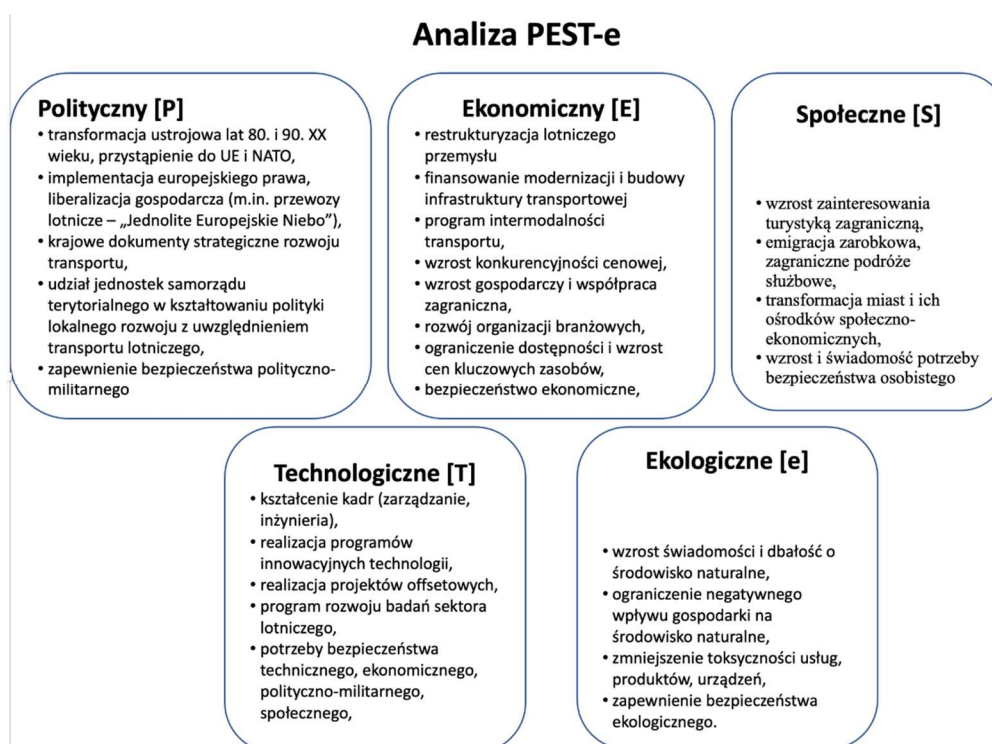 Analiza PEST-e
Polityczny [P]
• transformacja ustrojowa lat 80. i 90. XX
wieku, przystąpienie do UE i NATO,
• implementacja europejskiego prawa,
liberalizacja gospodarcza (m.in. przewozy
lotnicze – „Jednolite Europejskie Niebo"),
• krajowe dokumenty strategiczne rozwoju
transportu,
• udział jednostek samorządu
terytorialnego w kształtowaniu polityki
lokalnego rozwoju z uwzględnieniem
transportu lotniczego,
• zapewnienie bezpieczeństwa polityczno-
militarnego
Ekonomiczny [E]
• restrukturyzacja lotniczego
przemysłu
• finansowanie modernizacji i budowy
infrastruktury transportowej
• program intermodalności
transportu,
• wzrost konkurencyjności cenowej,
• wzrost gospodarczy i współpraca
zagraniczna,
• rozwój organizacji branżowych,
• ograniczenie dostępności i wzrost
cen kluczowych zasobów,
• bezpieczeństwo ekonomiczne,
Społeczne [S]
• wzrost zainteresowania
turystyką zagraniczną,
• emigracja zarobkowa,
zagraniczne podróże
służbowe,
• transformacja miast i ich
ośrodków społeczno-
ekonomicznych,
• wzrost i świadomość potrzeby
bezpieczeństwa osobistego
Technologiczne [T]
• kształcenie kadr (zarządzanie,
inżynieria),
• realizacja programów
innowacyjnych technologii,
• realizacja projektów offsetowych,
• program rozwoju badań sektora
lotniczego,
• potrzeby bezpieczeństwa
technicznego, ekonomicznego,
polityczno-militarnego,
społecznego,
Ekologiczne [e]
• wzrost świadomości i dbałość o
środowisko naturalne,
• ograniczenie negatywnego
wpływu gospodarki na
środowisko naturalne,
• zmniejszenie toksyczności usług,
produktów, urządzeń,
• zapewnienie bezpieczeństwa
ekologicznego.